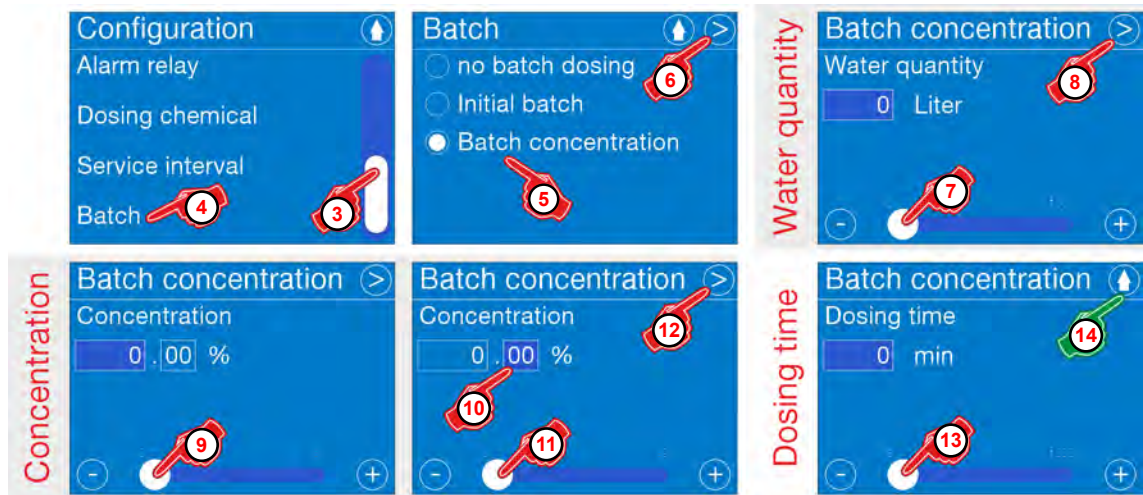 Configuration
Alarm relay
Dosing chemical
Service interval
Batch
4
3
Batch
no batch dosing
Initial batch
Batch concentration
6
5
Water quantity
Batch concentration >
Water quantity
0 Liter
8
7
- +
Concentration
Batch concentration >
Concentration
0 . 00 %
9
- +
Batch concentration >
Concentration
0 . 00 %
12
10
11
- +
Dosing time
Batch concentration
Dosing time
0 min
14
13
- +